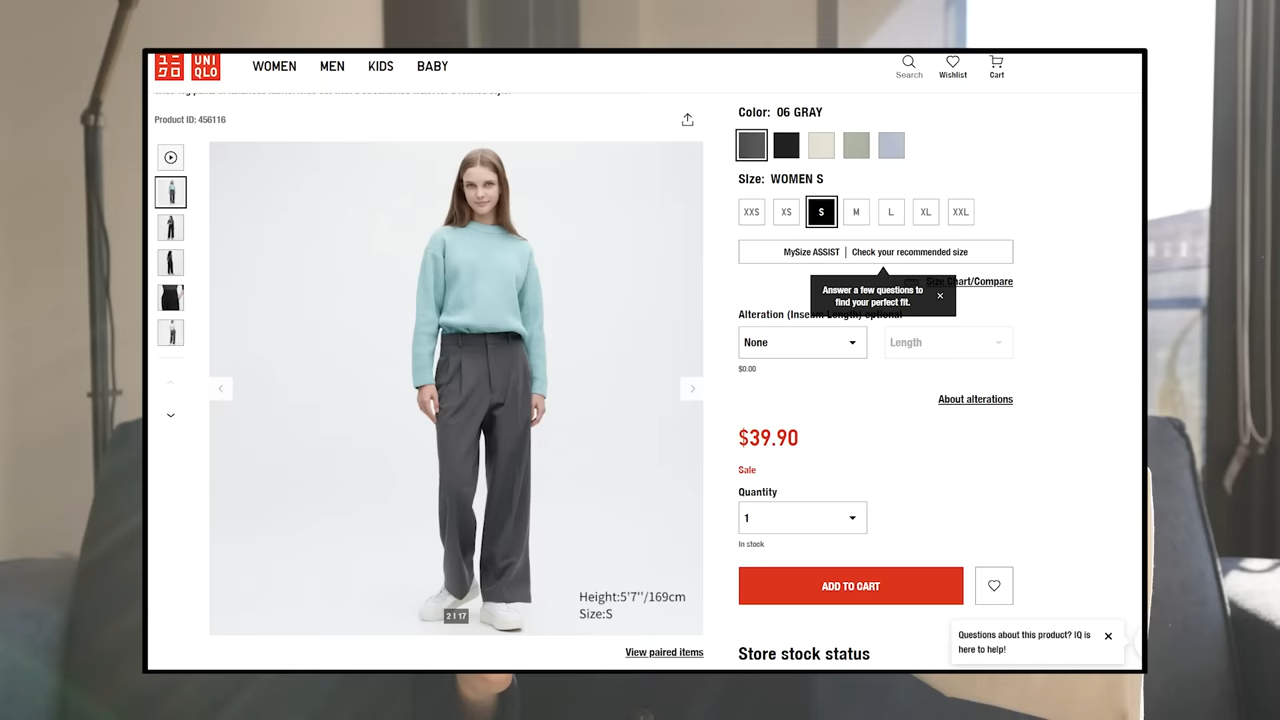 ユニ
クロ
UNI
QLO
WOMEN
MEN
KIDS
BABY
Search
Wishlist
Cart
Product ID: 456116
Color: 06 GRAY
Size: WOMEN S
XXS
XS
S
M
L
XL
XXL
MySize ASSIST | Check your recommended size
Size Chart/Compare
Answer a few questions to
find your perfect fit.
Alteration (Inseam Length) optional
None
Length
$0.00
About alterations
$39.90
Sale
Quantity
1
In stock
ADD TO CART
Height:5'7''/169cm
Size:S
2 | 17
View paired items
Store stock status
Questions about this product? IQ is
here to help!